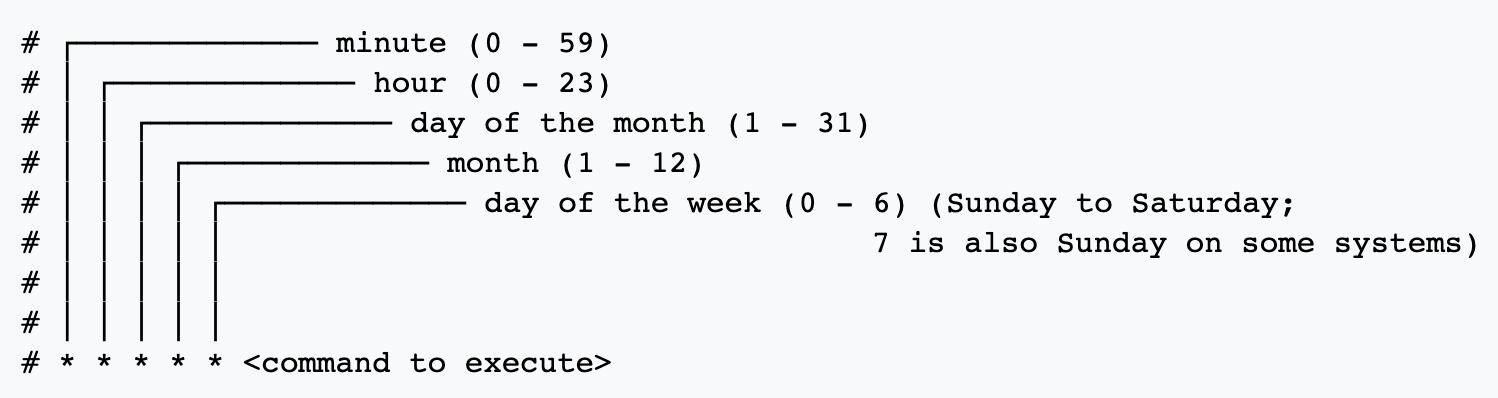 # ┌───────────── minute (0 - 59)
# │ ┌───────────── hour (0 - 23)
# │ │ ┌───────────── day of the month (1 - 31)
# │ │ │ ┌───────────── month (1 - 12)
# │ │ │ │ ┌───────────── day of the week (0 - 6) (Sunday to Saturday;
# │ │ │ │ │                                   7 is also Sunday on some systems)
# │ │ │ │ │
# │ │ │ │ │
# * * * * * <command to execute>